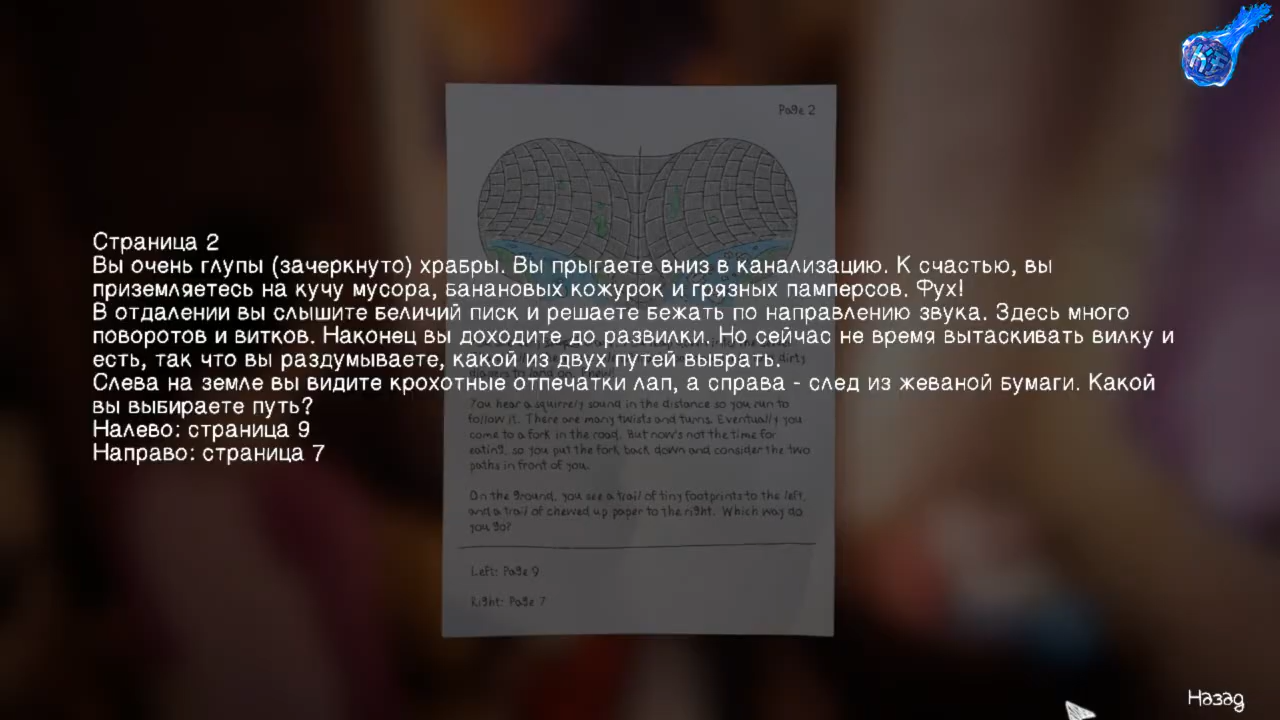 Page 2
Страница 2
Вы очень глупы (зачеркнуто) храбры. Вы прыгаете вниз в канализацию. К счастью, вы
приземляетесь на кучу мусора, банановых кожурок и грязных памперсов. Фух!
В отдалении вы слышите беличий писк и решаете бежать по направлению звука. Здесь много
поворотов и витков. Наконец вы доходите до развилки. Но сейчас не время вытаскивать вилку и
есть, так что вы раздумываете, какой из двух путей выбрать.
Слева на земле вы видите крохотные отпечатки лап, а справа - след из жеваной бумаги. Какой
вы выбираете путь?
Налево: страница 9
Направо: страница 7
You hear a squirrely sound in the distance so you run to
follow it. There are many twists and turns. Eventually you
come to a fork in the road. But now's not the time for
eating, so you put the fork back down and consider the two
paths in front of you.
On the ground, you see a trail of tiny footprints to the left,
and a trail of chewed up paper to the right. Which way do
you go?
Left: Page 9
Right: Page 7
Назад